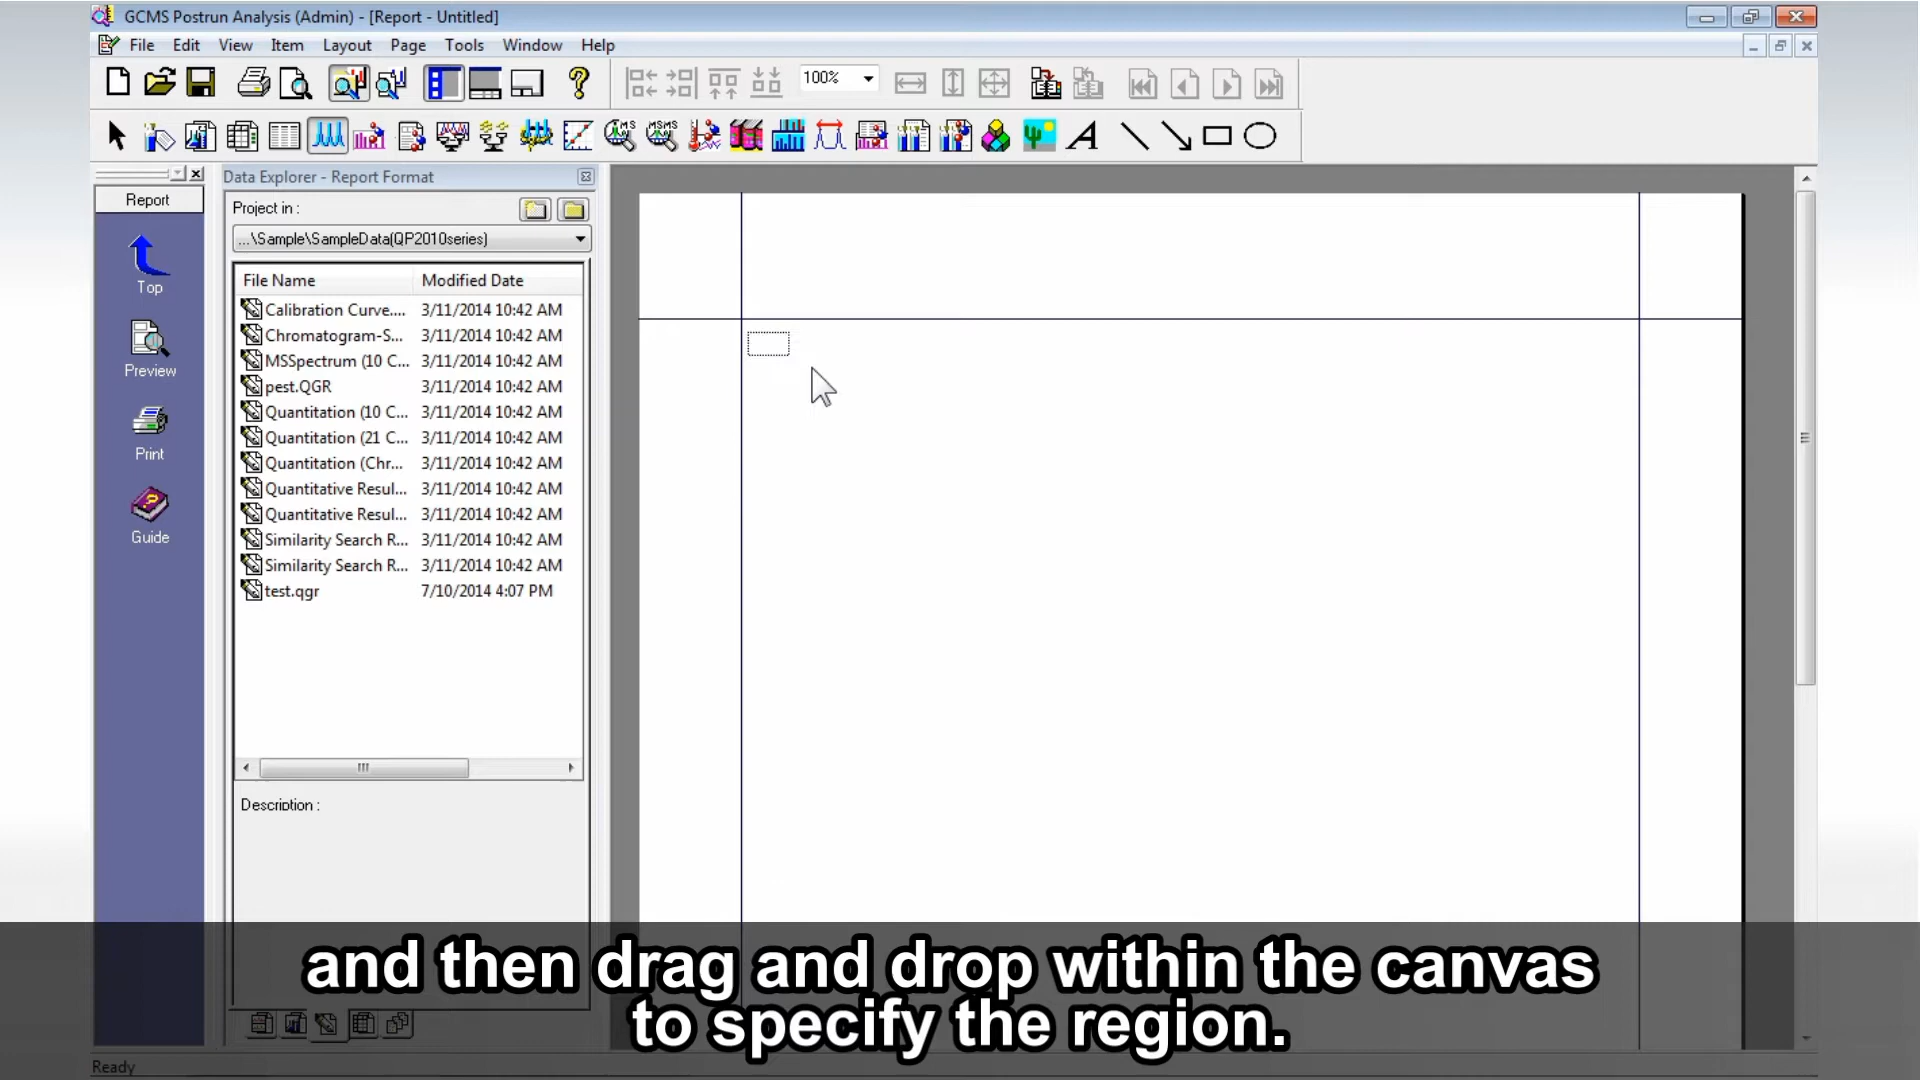 GCMS Postrun Analysis (Admin) - [Report - Untitled]
File Edit View Item Layout Page Tools Window Help
100%
MS MSMS
Report
Top
Preview
Print
Guide
Data Explorer - Report Format
Project in :
...\Sample\SampleData(QP2010series)
File Name Modified Date
Calibration Curve.... 3/11/2014 10:42 AM
Chromatogram-S... 3/11/2014 10:42 AM
MSSpectrum (10 C... 3/11/2014 10:42 AM
pest.QGR 3/11/2014 10:42 AM
Quantitation (10 C... 3/11/2014 10:42 AM
Quantitation (21 C... 3/11/2014 10:42 AM
Quantitation (Chr... 3/11/2014 10:42 AM
Quantitative Resul... 3/11/2014 10:42 AM
Quantitative Resul... 3/11/2014 10:42 AM
Similarity Search R... 3/11/2014 10:42 AM
Similarity Search R... 3/11/2014 10:42 AM
test.qgr 7/10/2014 4:07 PM
Description :
and then drag and drop within the canvas
to specify the region.
Ready